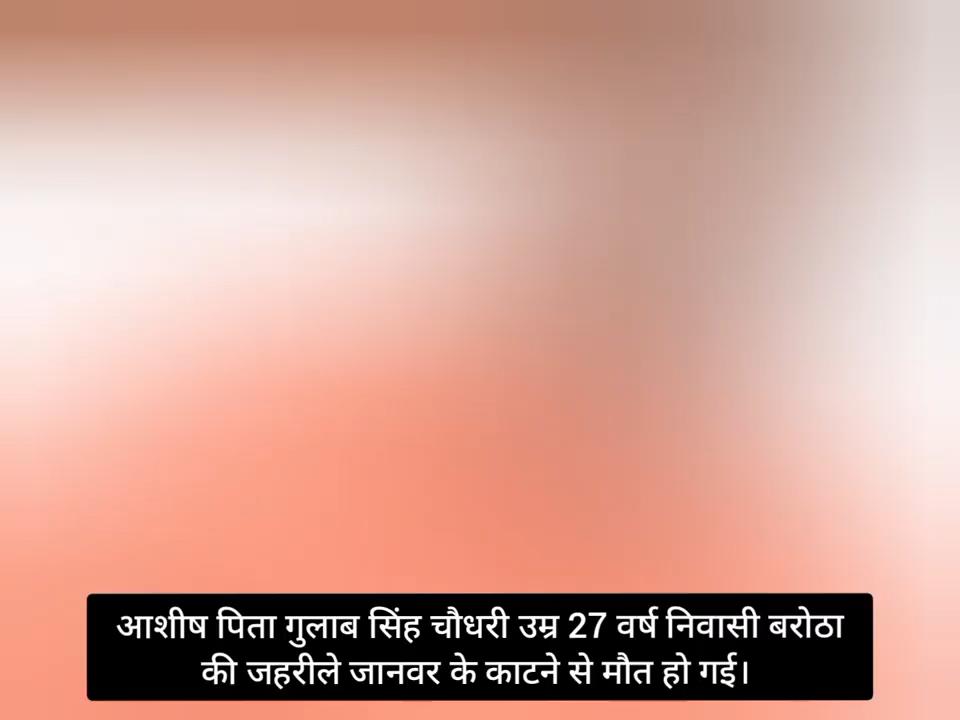 आशीष पिता गुलाब सिंह चौधरी उम्र 27 वर्ष निवासी बरोठा
की जहरीले जानवर के काटने से मौत हो गई।